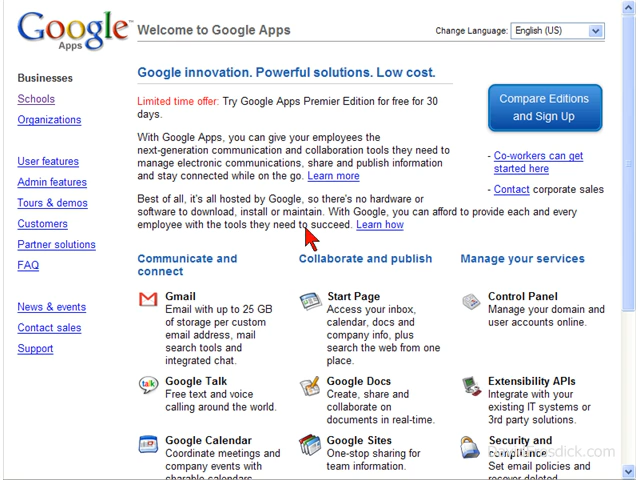 Google
Apps
Welcome to Google Apps
Change Language: English (US)
Businesses
Schools
Organizations
User features
Admin features
Tours & demos
Customers
Partner solutions
FAQ
News & events
Contact sales
Support
Google innovation. Powerful solutions. Low cost.
Limited time offer: Try Google Apps Premier Edition for free for 30
days.
With Google Apps, you can give your employees the
next-generation communication and collaboration tools they need to
manage electronic communications, share and publish information
and stay connected while on the go. Learn more
Best of all, it's all hosted by Google, so there's no hardware or
software to download, install or maintain. With Google, you can afford to provide each and every
employee with the tools they need to succeed. Learn how
Compare Editions
and Sign Up
- Co-workers can get
started here
- Contact corporate sales
Communicate and
connect
Gmail
Email with up to 25 GB
of storage per custom
email address, mail
search tools and
integrated chat.
Google Talk
Free text and voice
calling around the world.
Google Calendar
Coordinate meetings and
company events with
sharable calendars
Collaborate and publish
Start Page
Access your inbox,
calendar, docs and
company info, plus
search the web from one
place.
Google Docs
Create, share and
collaborate on
documents in real-time.
Google Sites
One-stop sharing for
team information.
Manage your services
Control Panel
Manage your domain and
user accounts online.
Extensibility APIs
Integrate with your
existing IT systems or
3rd party solutions.
Security and
compliance
Set email policies and
recover deleted